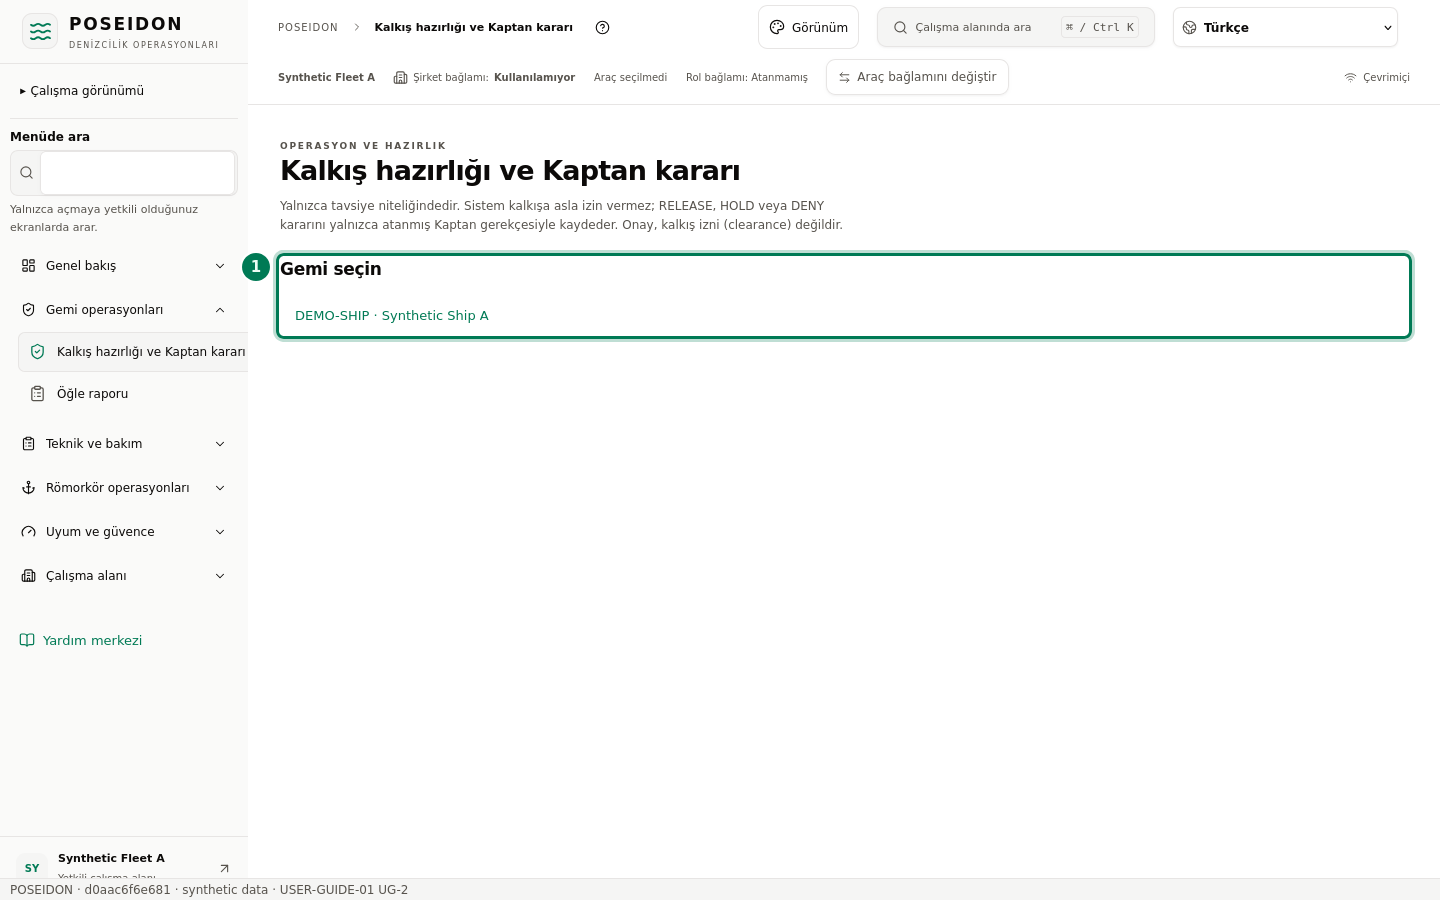 POSEIDON
DENİZCİLİK OPERASYONLARI
▸ Çalışma görünümü
Menüde ara
Yalnızca açmaya yetkili olduğunuz
ekranlarda arar.
Genel bakış
Gemi operasyonları
Kalkış hazırlığı ve Kaptan kararı
Öğle raporu
Teknik ve bakım
Römorkör operasyonları
Uyum ve güvence
Çalışma alanı
Yardım merkezi
SY
Synthetic Fleet A
Yetkili çalışma alanı
POSEIDON
Kalkış hazırlığı ve Kaptan kararı
Görünüm
Çalışma alanında ara
⌘ / Ctrl K
Türkçe
Synthetic Fleet A
Şirket bağlamı: Kullanılamıyor
Araç seçilmedi
Rol bağlamı: Atanmamış
Araç bağlamını değiştir
Çevrimiçi
OPERASYON VE HAZIRLIK
Kalkış hazırlığı ve Kaptan kararı
Yalnızca tavsiye niteliğindedir. Sistem kalkışa asla izin vermez; RELEASE, HOLD veya DENY
kararını yalnızca atanmış Kaptan gerekçesiyle kaydeder. Onay, kalkış izni (clearance) değildir.
1
Gemi seçin
DEMO-SHIP · Synthetic Ship A
POSEIDON · d0aac6f6e681 · synthetic data · USER-GUIDE-01 UG-2